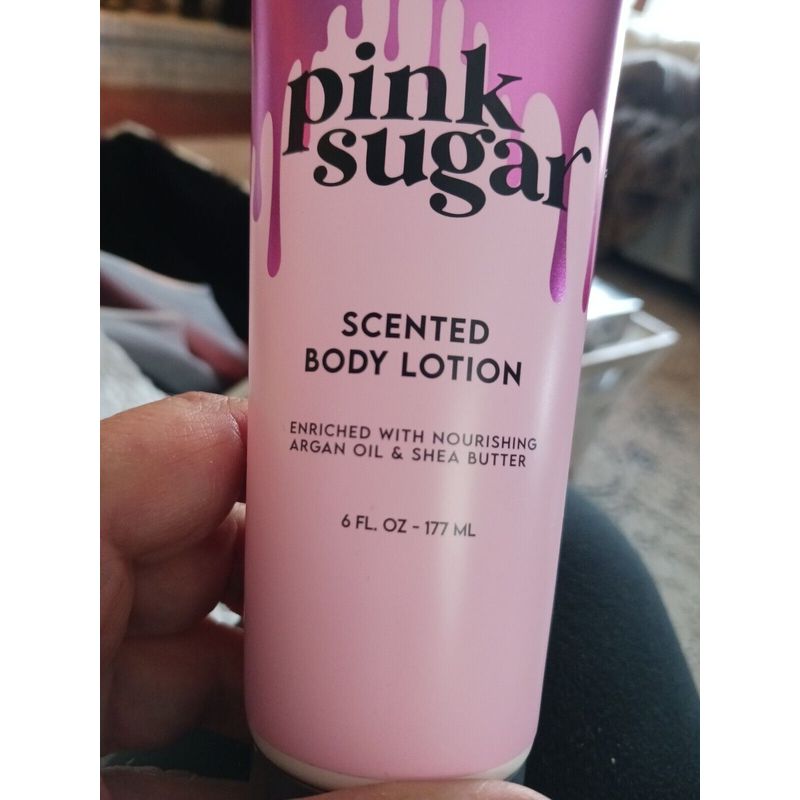 pink
sugar
SCENTED
BODY LOTION
ENRICHED WITH NOURISHING
ARGAN OIL & SHEA BUTTER
6 FL. OZ - 177 ML